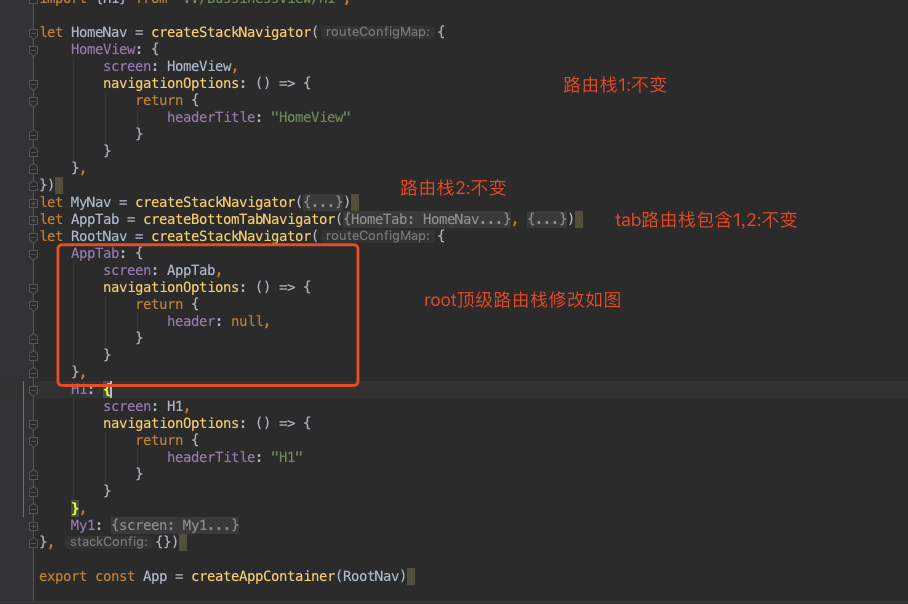 import {H1} from "../BussinessView/H1";
let HomeNav = createStackNavigator( routeConfigMap: {
HomeView: {
screen: HomeView,
navigationOptions: () => { 路由栈1:不变
return {
headerTitle: "HomeView"
}
}
},
})
路由栈2:不变
let MyNav = createStackNavigator({...})
let AppTab = createBottomTabNavigator({HomeTab: HomeNav...}, {...}) tab路由栈包含1,2:不变
let RootNav = createStackNavigator( routeConfigMap: {
AppTab: {
screen: AppTab,
navigationOptions: () => {
return { root顶级路由栈修改如图
header: null,
}
}
},
H1: {
screen: H1,
navigationOptions: () => {
return {
headerTitle: "H1"
}
}
},
My1: {screen: My1...}
}, stackConfig: {})
export const App = createAppContainer(RootNav)